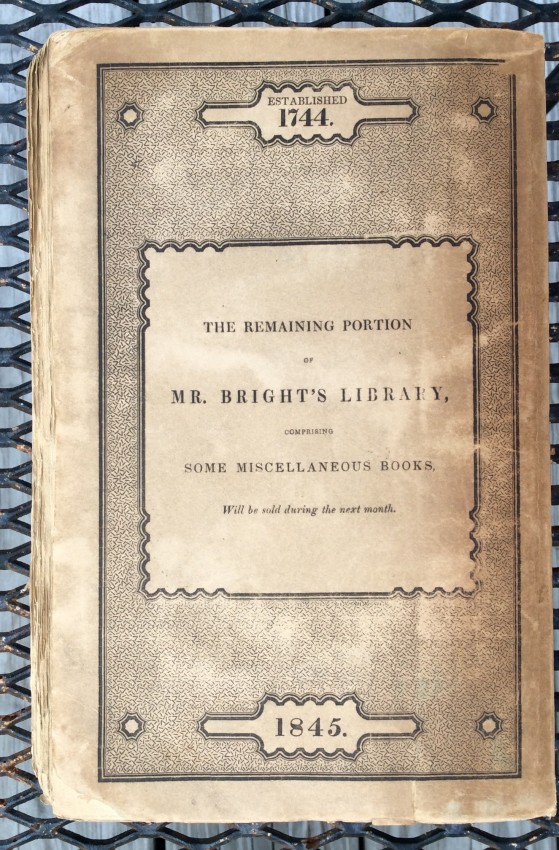 ESTABLISHED
1744.
THE REMAINING PORTION
OF
MR. BRIGHT'S LIBRARY,
COMPRISING
SOME MISCELLANEOUS BOOKS,
Will be sold during the next month.
1845.